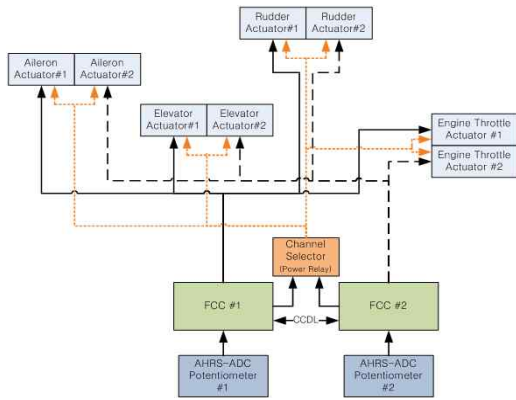 Rudder
Actuator#1
Rudder
Actuator#2
Aileron
Actuator#1
Aileron
Actuator#2
Elevator
Actuator#1
Elevator
Actuator#2
Engine Throttle
Actuator #1
Engine Throttle
Actuator #2
Channel
Selector
(Power Relay)
FCC #1
CCDL
FCC #2
AHRS-ADC
Potentiometer
#1
AHRS-ADC
Potentiometer
#2